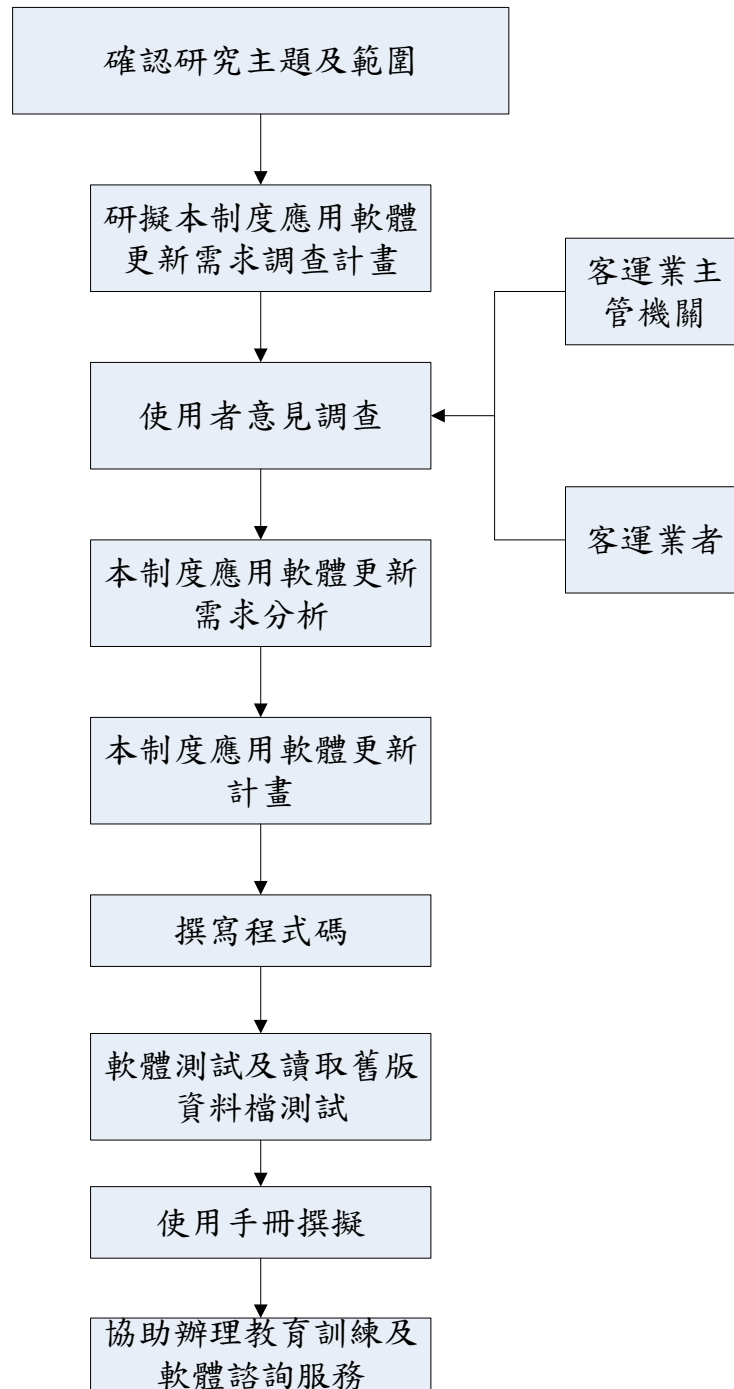 確認研究主題及範圍
研擬本制度應用軟體
更新需求調查計畫
客運業主
管機關
使用者意見調查
客運業者
本制度應用軟體更新
需求分析
本制度應用軟體更新
計畫
撰寫程式碼
軟體測試及讀取舊版
資料檔測試
使用手冊撰擬
協助辦理教育訓練及
軟體諮詢服務